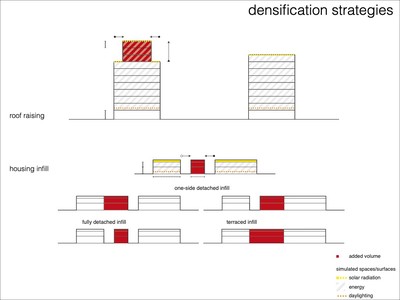 densification strategies
roof raising
housing infill
one-side detached infill
fully detached infill
terraced infill
added volume
simulated spaces/surfaces
solar radiation
energy
daylighting